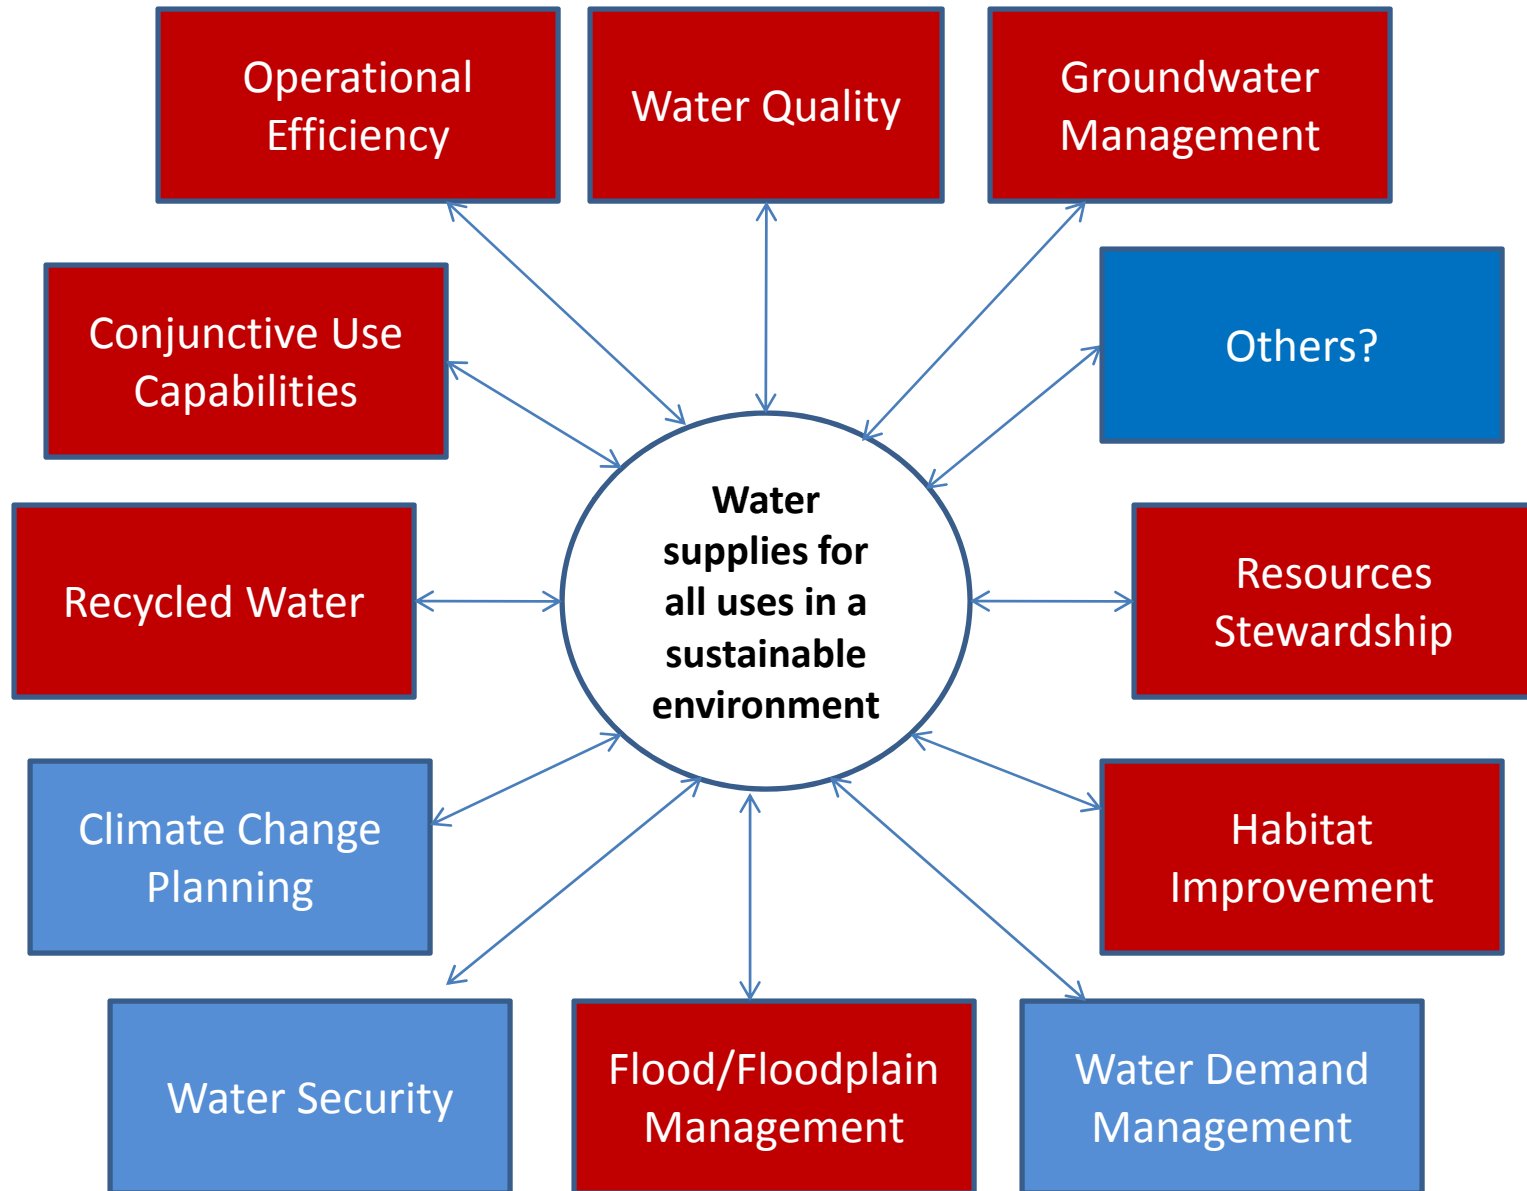 Operational
Efficiency
Water Quality
Groundwater
Management
Conjunctive Use
Capabilities
Others?
Water
supplies for
all uses in a
sustainable
environment
Recycled Water
Resources
Stewardship
Climate Change
Planning
Habitat
Improvement
Water Security
Flood/Floodplain
Management
Water Demand
Management